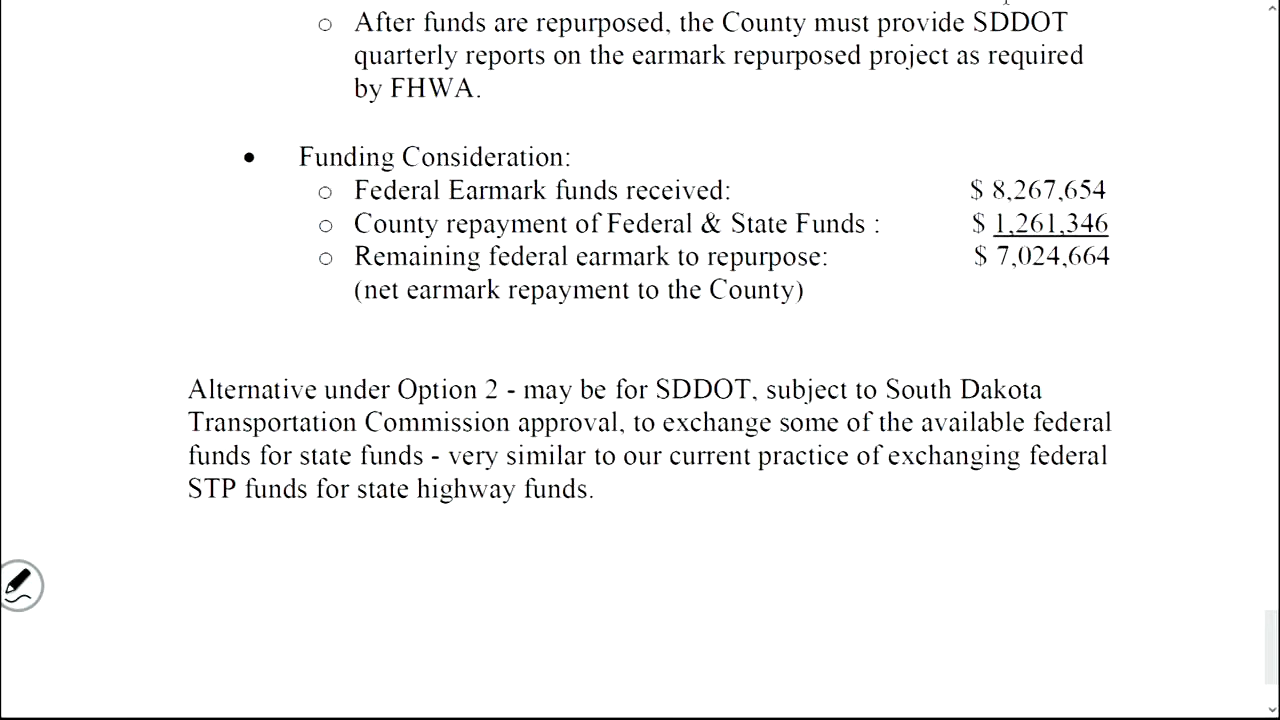 ○ After funds are repurposed, the County must provide SDDOT
quarterly reports on the earmark repurposed project as required
by FHWA.
• Funding Consideration:
○ Federal Earmark funds received: $ 8,267,654
○ County repayment of Federal & State Funds : $ 1,261,346
○ Remaining federal earmark to repurpose: $ 7,024,664
(net earmark repayment to the County)
Alternative under Option 2 - may be for SDDOT, subject to South Dakota
Transportation Commission approval, to exchange some of the available federal
funds for state funds - very similar to our current practice of exchanging federal
STP funds for state highway funds.